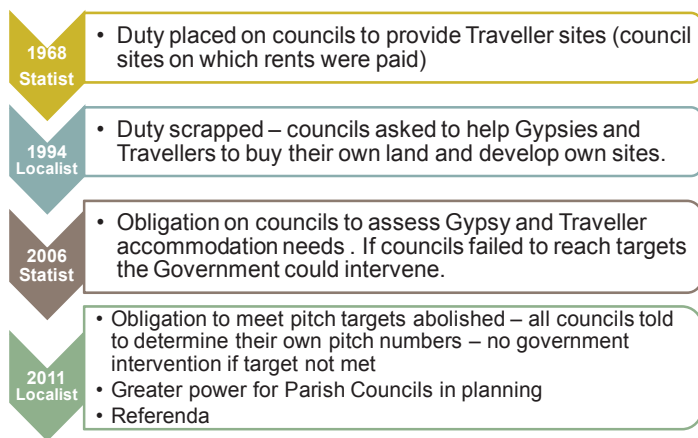 1968
Statist
• Duty placed on councils to provide Traveller sites (council
sites on which rents were paid)
1994
Localist
• Duty scrapped – councils asked to help Gypsies and
Travellers to buy their own land and develop own sites.
2006
Statist
• Obligation on councils to assess Gypsy and Traveller
accommodation needs . If councils failed to reach targets
the Government could intervene.
2011
Localist
• Obligation to meet pitch targets abolished – all councils told
to determine their own pitch numbers – no government
intervention if target not met
• Greater power for Parish Councils in planning
• Referenda